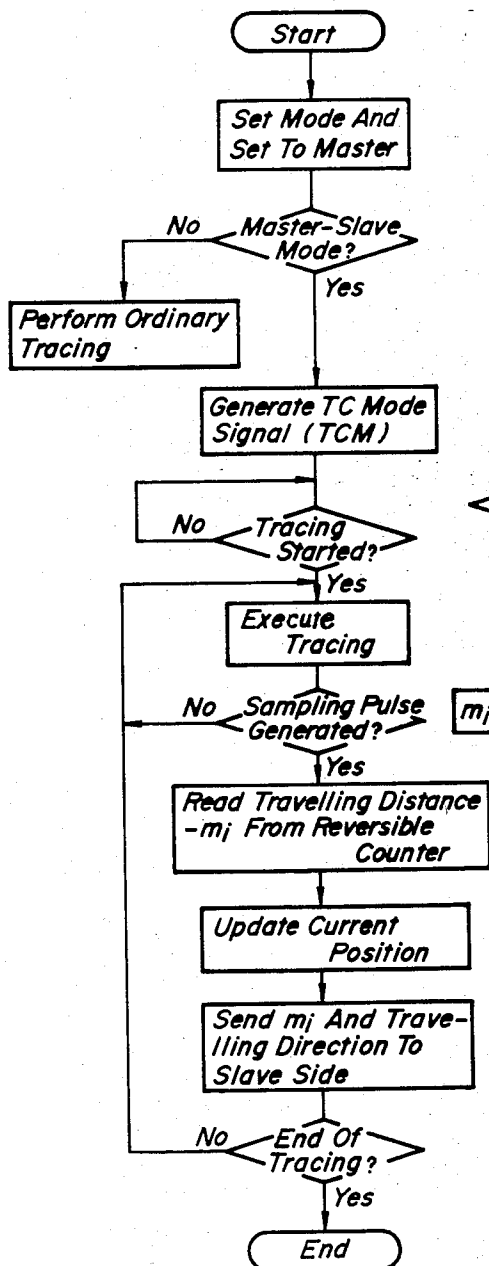 Start
Set Mode And
Set To Master
Master-Slave
Mode?
No
Yes
Perform Ordinary
Tracing
Generate TC Mode
Signal (TCM)
No
Tracing
Started?
Yes
Execute
Tracing
No
Sampling Pulse
Generated?
mi
Yes
Read Travelling Distance
-mi From Reversible
Counter
Update Current
Position
Send mi And Trave-
lling Direction To
Slave Side
No
End Of
Tracing?
Yes
End